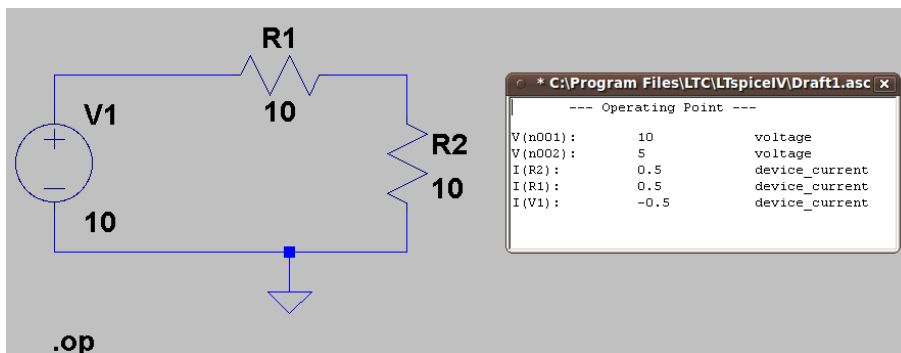 R1
10
V1
10
R2
10
.op
* C:\Program Files\LTC\LTspiceIV\Draft1.asc
--- Operating Point ---
V(n001): 10 voltage
V(n002): 5 voltage
I(R2): 0.5 device_current
I(R1): 0.5 device_current
I(V1): -0.5 device_current